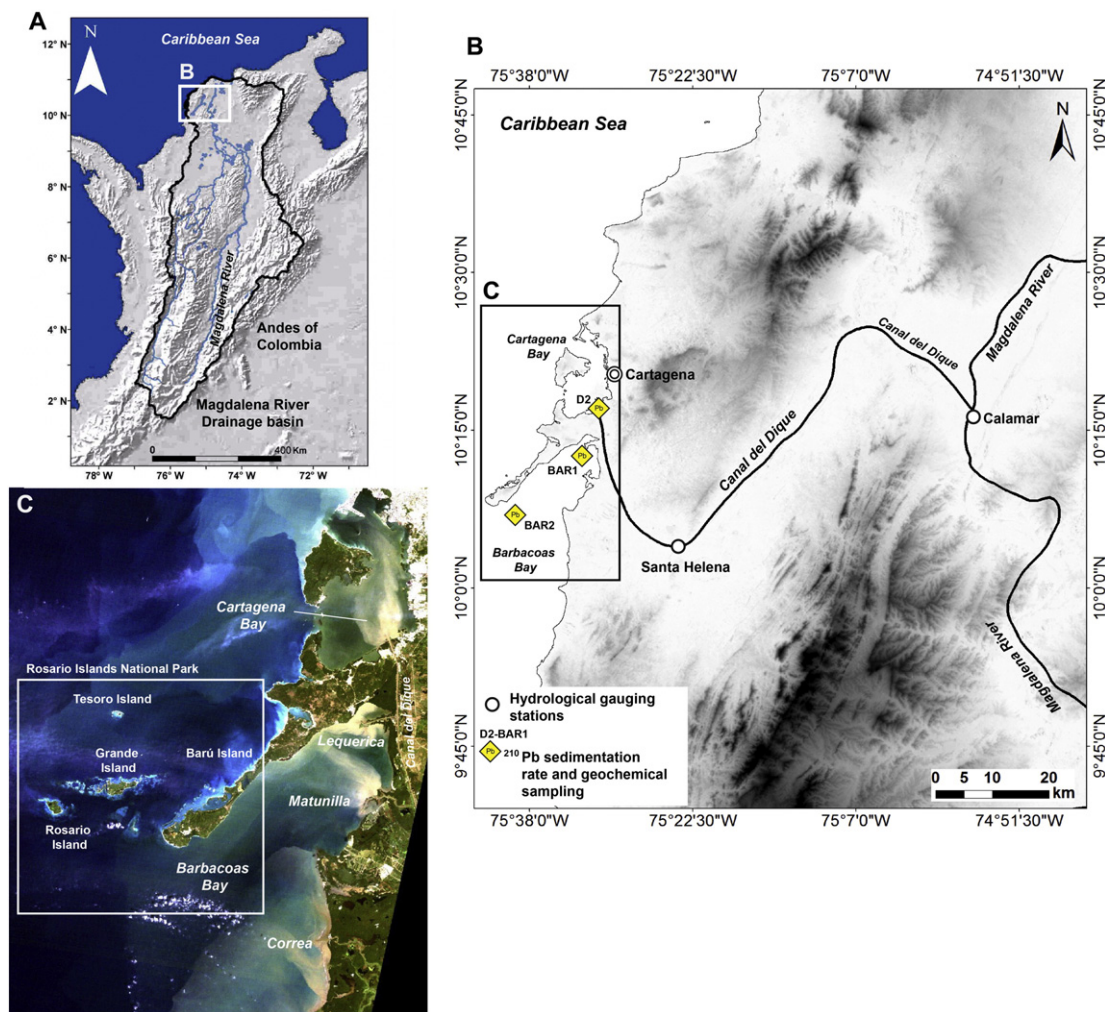 A
N
12° N
10° N
8° N
6° N
4° N
2° N
Caribbean Sea
B
Magdalena River
Andes of
Colombia
Magdalena River
Drainage basin
0
400 Km
78° W
76° W
74° W
72° W
B
75°38'0"W
75°22'30"W
75°7'0"W
74°51'30"W
10°45'0"N
10°30'0"N
10°15'0"N
10°0'0"N
9°45'0"N
Caribbean Sea
N
C
Cartagena
Bay
Cartagena
D2
Pb
BAR1
Pb
BAR2
Pb
Barbacoas
Bay
Santa Helena
Canal del Dique
Canal del Dique
Magdalena River
Calamar
Magdalena River
Hydrological gauging
stations
D2-BAR1
Pb
210 Pb sedimentation
rate and geochemical
sampling
0 5 10 20
km
10°45'0"N
10°30'0"N
10°15'0"N
10°0'0"N
9°45'0"N
75°38'0"W
75°22'30"W
75°7'0"W
74°51'30"W
C
Cartagena
Bay
Rosario Islands National Park
Tesoro Island
Grande
Island
Barú Island
Rosario
Island
Lequerica
Canal del Dique
Matunilla
Barbacoas
Bay
Correa